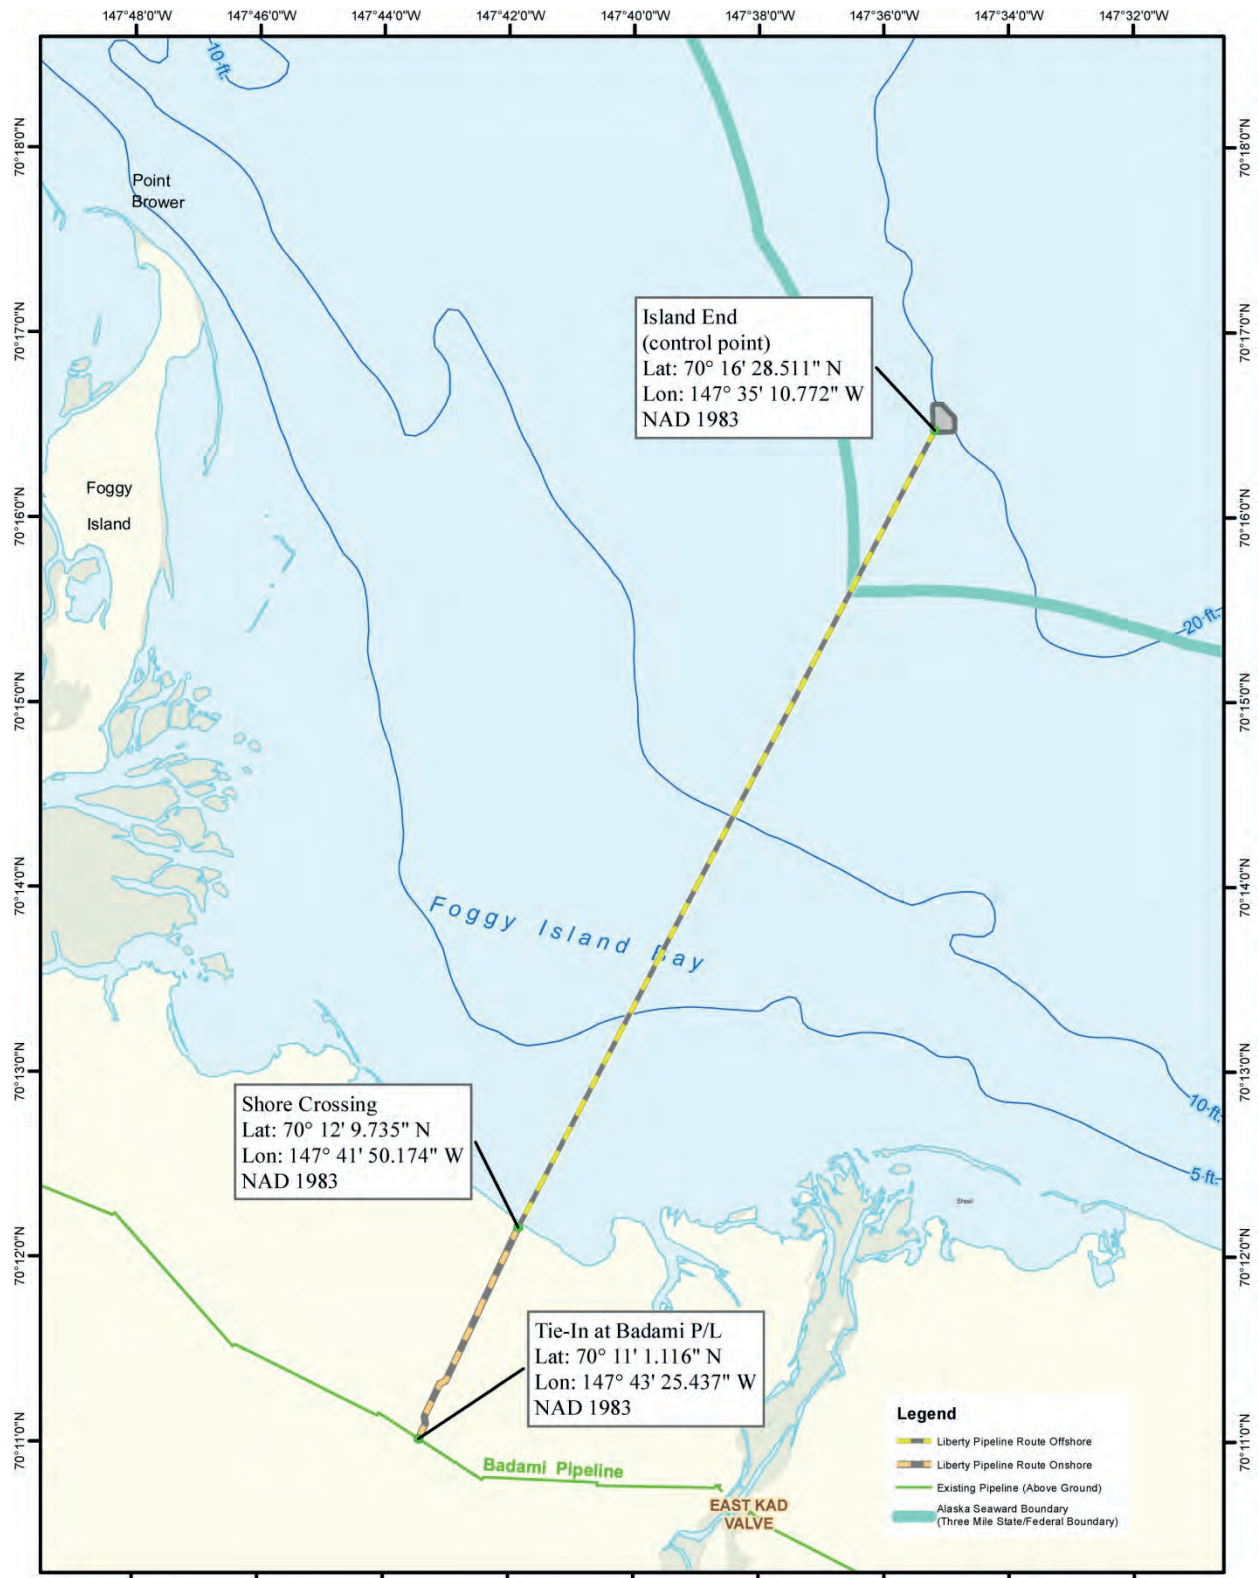 147°48'0"W 147°46'0"W 147°44'0"W 147°42'0"W 147°40'0"W 147°38'0"W 147°36'0"W 147°34'0"W 147°32'0"W
10-ft.
70°18'0"N
70°18'0"N
Point
Brower
70°17'0"N
70°17'0"N
Island End
(control point)
Lat: 70° 16' 28.511" N
Lon: 147° 35' 10.772" W
NAD 1983
Foggy
Island
70°16'0"N
70°16'0"N
20-ft.
70°15'0"N
70°15'0"N
70°14'0"N
70°14'0"N
Foggy Island Bay
70°13'0"N
70°13'0"N
Shore Crossing
Lat: 70° 12' 9.735" N
Lon: 147° 41' 50.174" W
NAD 1983
10-ft.
5-ft.
Shoal
70°12'0"N
70°12'0"N
Tie-In at Badami P/L
Lat: 70° 11' 1.116" N
Lon: 147° 43' 25.437" W
NAD 1983
70°11'0"N
70°11'0"N
Badami Pipeline
EAST KAD
VALVE
Legend
Liberty Pipeline Route Offshore
Liberty Pipeline Route Onshore
Existing Pipeline (Above Ground)
Alaska Seaward Boundary
(Three Mile State/Federal Boundary)